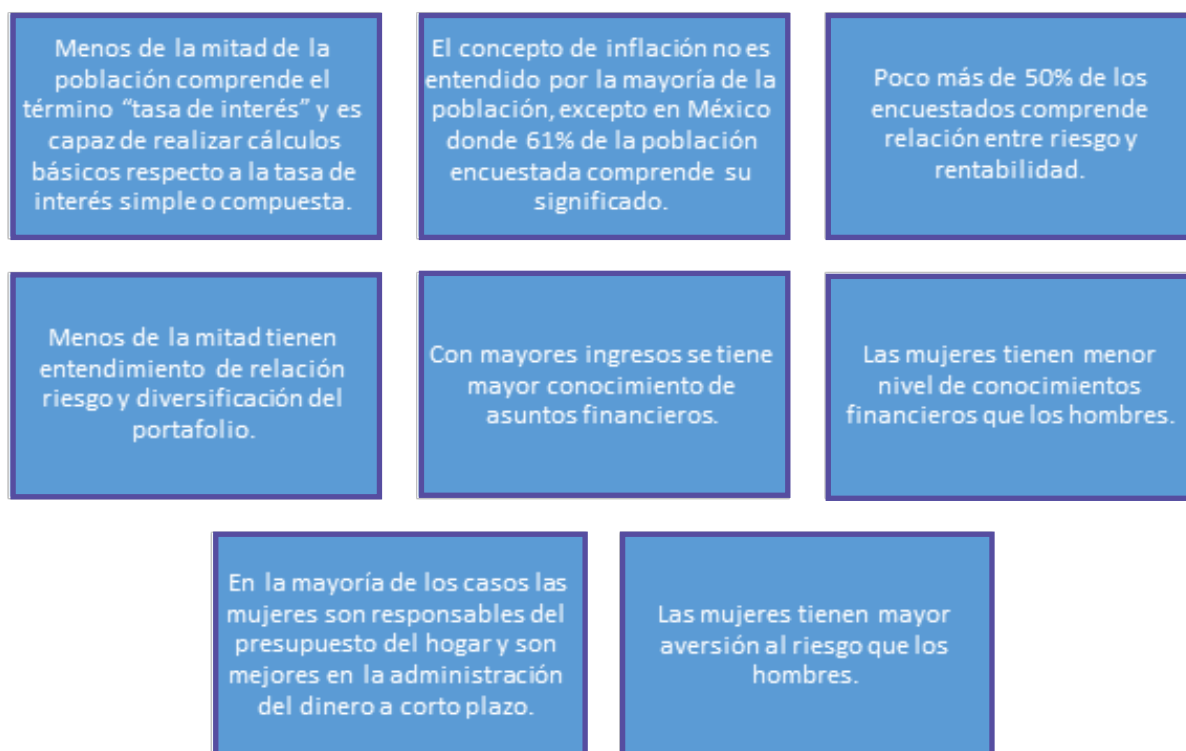 Menos de la mitad de la
población comprende el
término “tasa de interés” y es
capaz de realizar cálculos
básicos respecto a la tasa de
interés simple o compuesta.
El concepto de inflación no es
entendido por la mayoría de la
población, excepto en México
donde 61% de la población
encuestada comprende su
significado.
Poco más de 50% de los
encuestados comprende
relación entre riesgo y
rentabilidad.
Menos de la mitad tienen
entendimiento de relación
riesgo y diversificación del
portafolio.
Con mayores ingresos se tiene
mayor conocimiento de
asuntos financieros.
Las mujeres tienen menor
nivel de conocimientos
financieros que los hombres.
En la mayoría de los casos las
mujeres son responsables del
presupuesto del hogar y son
mejores en la administración
del dinero a corto plazo.
Las mujeres tienen mayor
aversión al riesgo que los
hombres.